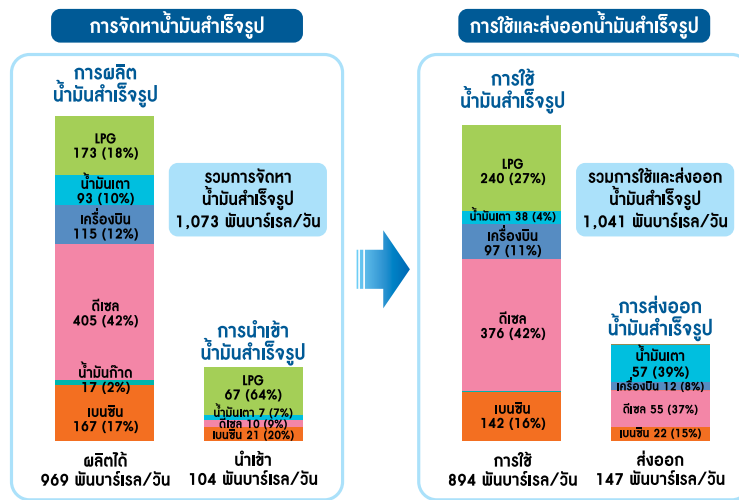 การจัดหาน้ำมันสำเร็จรูป
การผลิต
น้ำมันสำเร็จรูป
LPG
173 (18%)
น้ำมันเตา
93 (10%)
เครื่องบิน
115 (12%)
ดีเซล
405 (42%)
น้ำมันก๊าด
17 (2%)
เบนซิน
167 (17%)
ผลิตได้
969 พันบาร์เรล/วัน
รวมการจัดหา
น้ำมันสำเร็จรูป
1,073 พันบาร์เรล/วัน
การนำเข้า
น้ำมันสำเร็จรูป
LPG
67 (64%)
น้ำมันเตา 7 (7%)
ดีเซล 10 (9%)
เบนซิน 21 (20%)
นำเข้า
104 พันบาร์เรล/วัน
การใช้และส่งออกน้ำมันสำเร็จรูป
การใช้
น้ำมันสำเร็จรูป
LPG
240 (27%)
น้ำมันเตา 38 (4%)
เครื่องบิน
97 (11%)
ดีเซล
376 (42%)
เบนซิน
142 (16%)
การใช้
894 พันบาร์เรล/วัน
รวมการใช้และส่งออก
น้ำมันสำเร็จรูป
1,041 พันบาร์เรล/วัน
การส่งออก
น้ำมันสำเร็จรูป
น้ำมันเตา
57 (39%)
เครื่องบิน 12 (8%)
ดีเซล 55 (37%)
เบนซิน 22 (15%)
ส่งออก
147 พันบาร์เรล/วัน